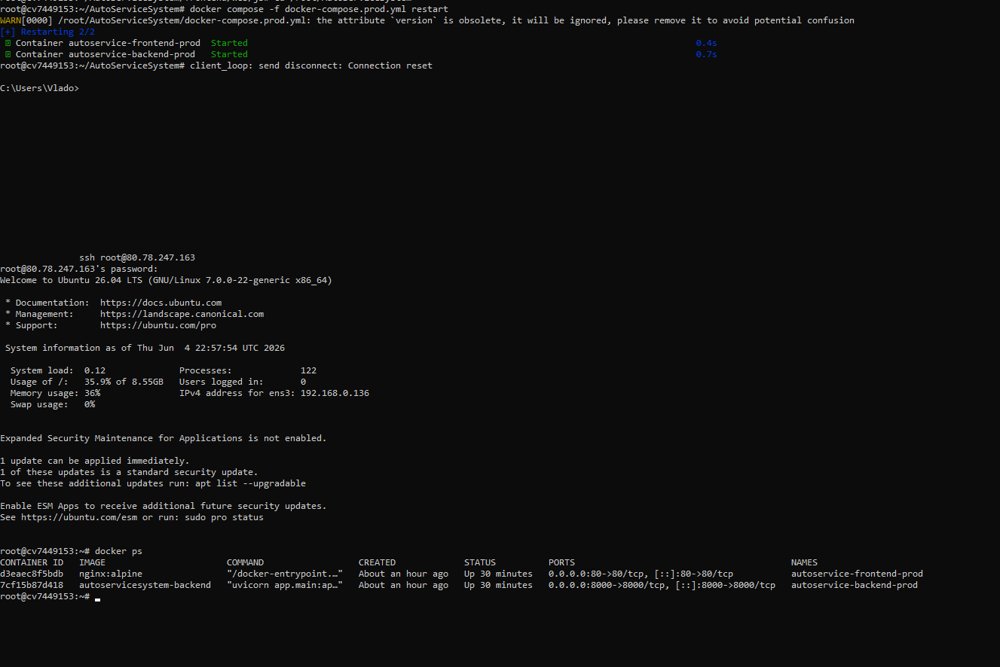 root@cv7449153:~/AutoServiceSystem# docker compose -f docker-compose.prod.yml restart
WARN[0000] /root/AutoServiceSystem/docker-compose.prod.yml: the attribute `version` is obsolete, it will be ignored, please remove it to avoid potential confusion
[+] Restarting 2/2
Container autoservice-frontend-prod Started 0.4s
Container autoservice-backend-prod Started 0.7s
root@cv7449153:~/AutoServiceSystem# client_loop: send disconnect: Connection reset
C:\Users\Vlado>
ssh root@80.78.247.163
root@80.78.247.163's password:
Welcome to Ubuntu 26.04 LTS (GNU/Linux 7.0.0-22-generic x86_64)
* Documentation: https://docs.ubuntu.com
* Management: https://landscape.canonical.com
* Support: https://ubuntu.com/pro
System information as of Thu Jun 4 22:57:54 UTC 2026
System load: 0.12 Processes: 122
Usage of /: 35.9% of 8.55GB Users logged in: 0
Memory usage: 36% IPv4 address for ens3: 192.168.0.136
Swap usage: 0%
Expanded Security Maintenance for Applications is not enabled.
1 update can be applied immediately.
1 of these updates is a standard security update.
To see these additional updates run: apt list --upgradable
Enable ESM Apps to receive additional future security updates.
See https://ubuntu.com/esm or run: sudo pro status
root@cv7449153:~# docker ps
CONTAINER ID IMAGE COMMAND CREATED STATUS PORTS NAMES
d3eaec8f5bdb nginx:alpine "/docker-entrypoint.…" About an hour ago Up 30 minutes 0.0.0.0:80->80/tcp, [::]:80->80/tcp autoservice-frontend-prod
7cf15b87d418 autoservicesystem-backend "uvicorn app.main:ap…" About an hour ago Up 30 minutes 0.0.0.0:8000->8000/tcp, [::]:8000->8000/tcp autoservice-backend-prod
root@cv7449153:~#